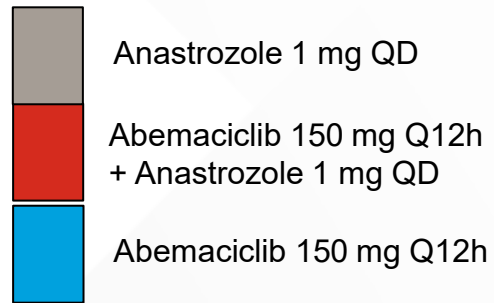 Anastrozole 1 mg QD
Abemaciclib 150 mg Q12h
+ Anastrozole 1 mg QD
Abemaciclib 150 mg Q12h